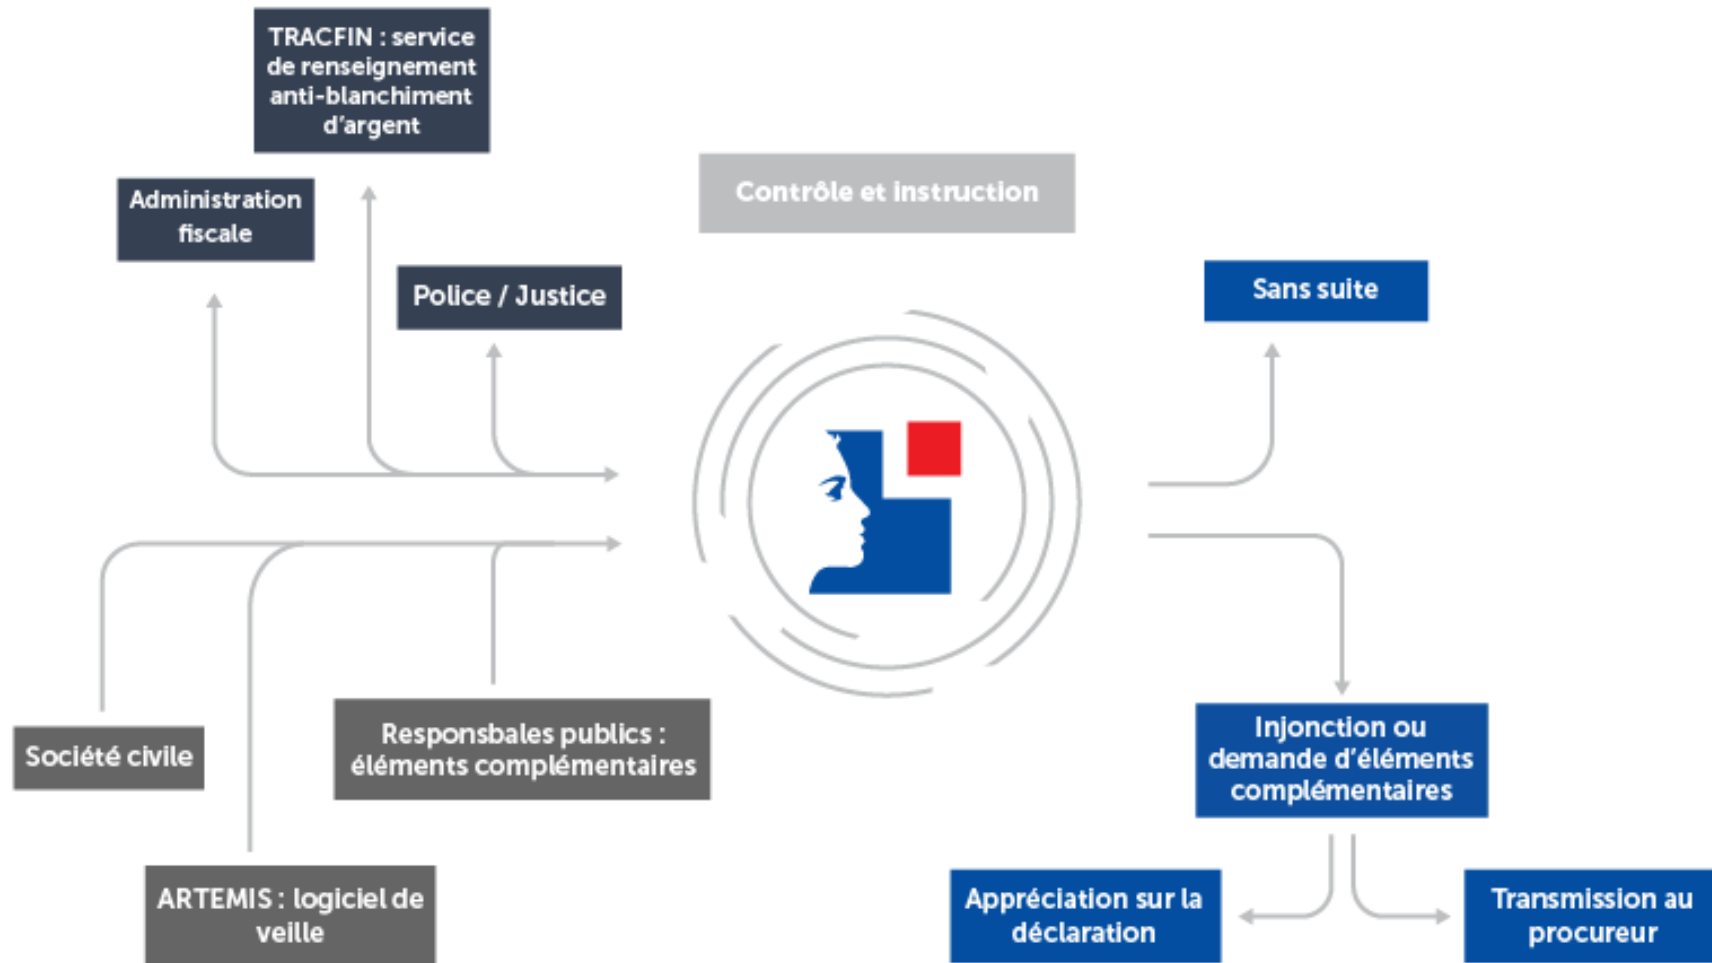 TRACFIN : service
de renseignement
anti-blanchiment
d'argent
Administration
fiscale
Police / Justice
Contrôle et instruction
Sans suite
Société civile
Responsbales publics :
éléments complémentaires
ARTEMIS : logiciel de
veille
Injonction ou
demande d'éléments
complémentaires
Appréciation sur la
déclaration
Transmission au
procureur